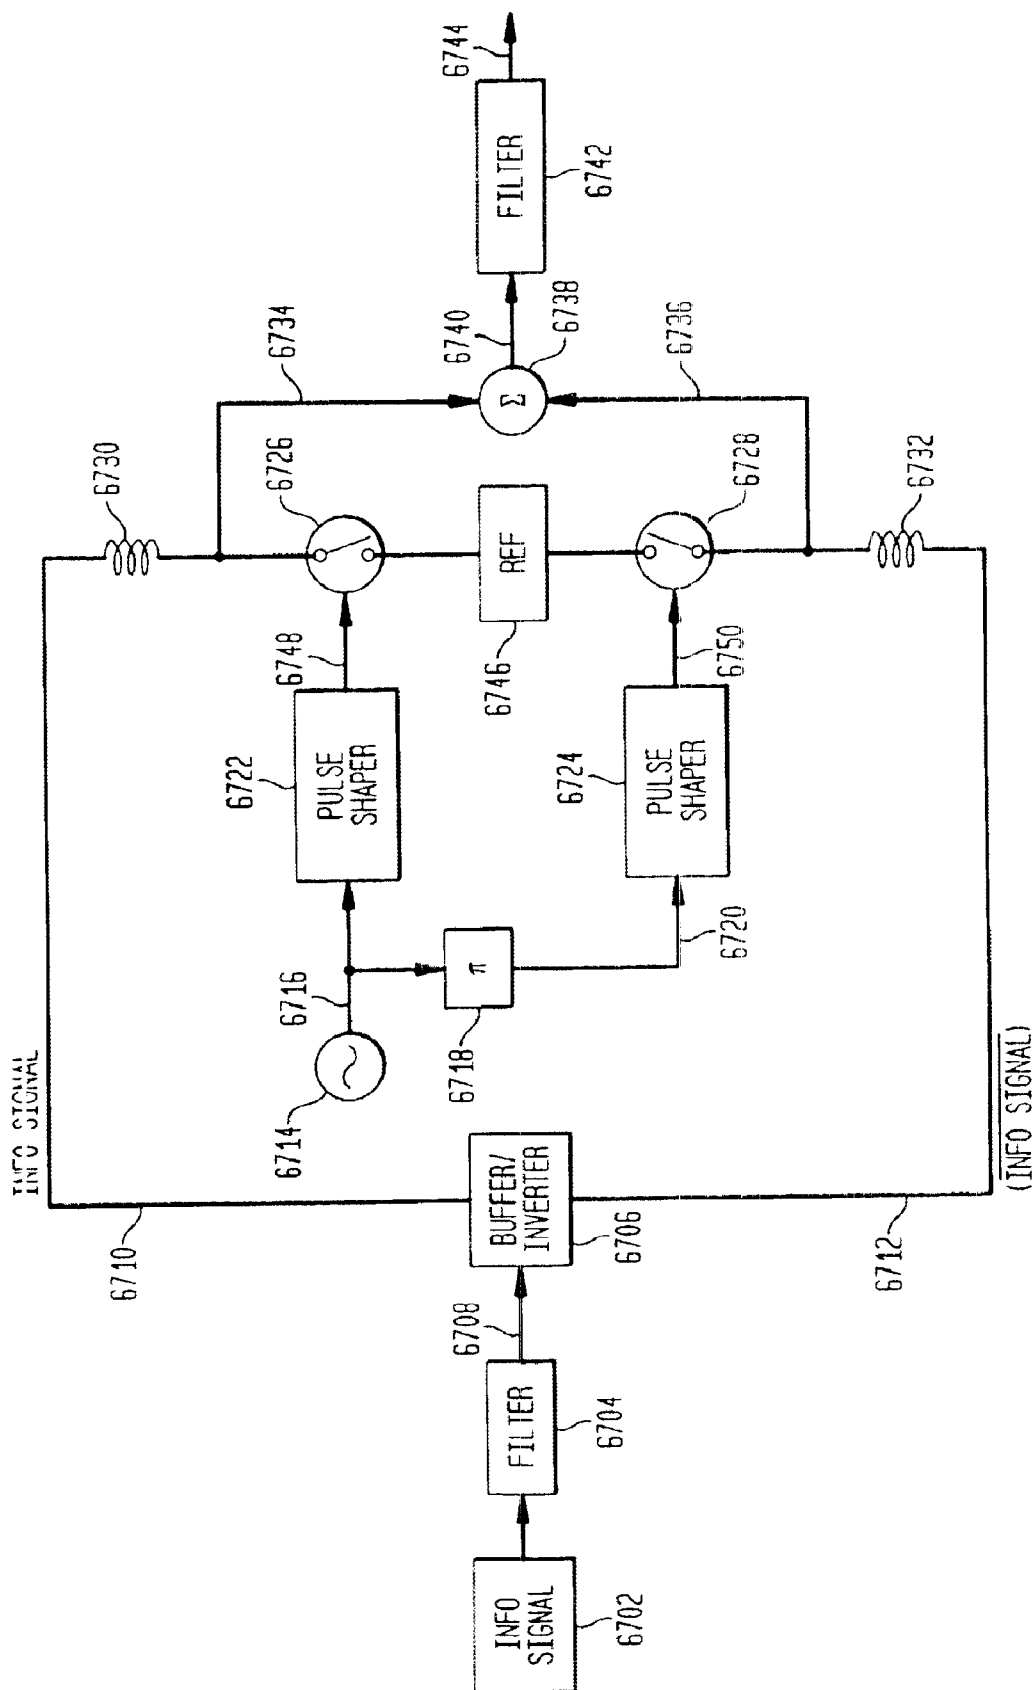 INFO
SIGNAL
6702
FILTER
6704
6708
BUFFER/
INVERTER
6706
6710
INFO SIGNAL
6712
(INFO SIGNAL)
6714
6716
π
6718
6720
PULSE
SHAPER
6722
PULSE
SHAPER
6724
6748
6750
6726
6728
REF
6746
6730
6732
6734
6736
Σ
6738
6740
FILTER
6742
6744